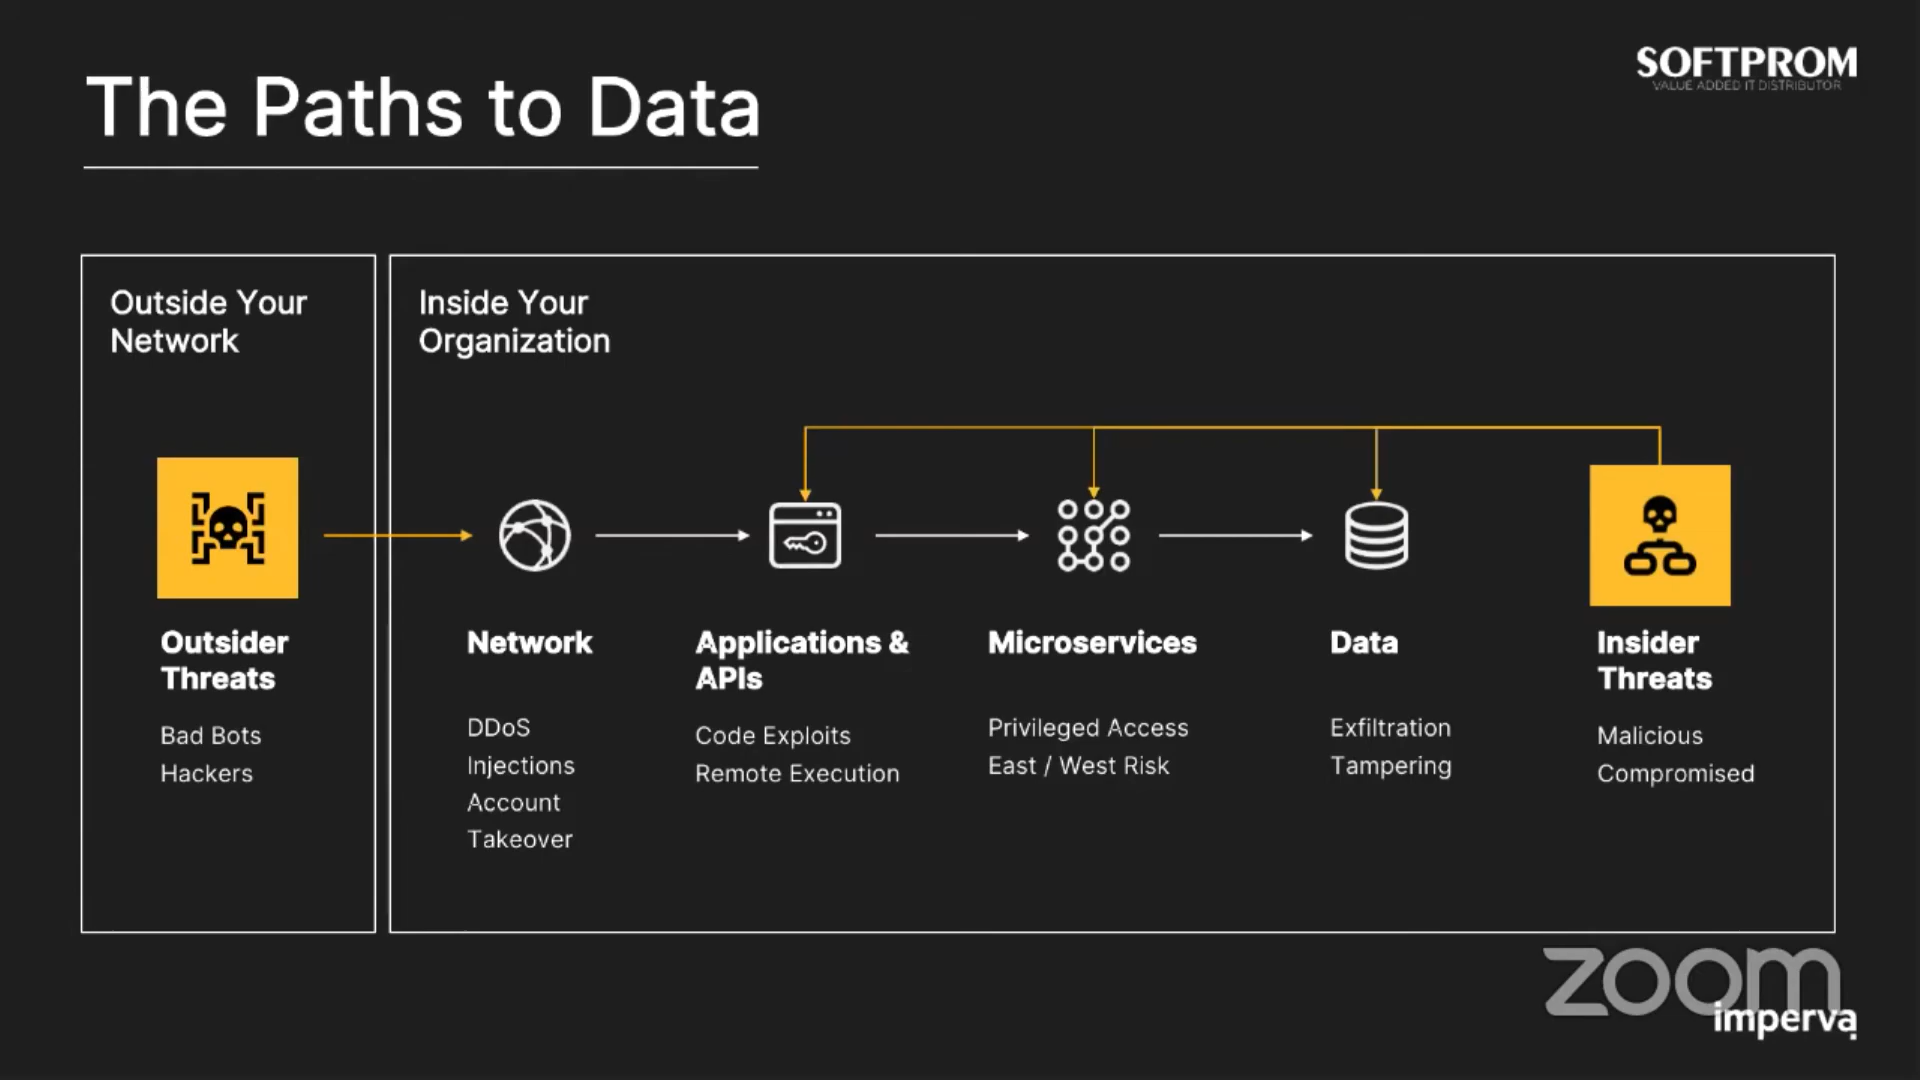 The Paths to Data
SOFTPROM
VALUE ADDED IT DISTRIBUTOR
Outside Your
Network
Outsider
Threats
Bad Bots
Hackers
Inside Your
Organization
Network
DDoS
Injections
Account
Takeover
Applications &
APIs
Code Exploits
Remote Execution
Microservices
Privileged Access
East / West Risk
Data
Exfiltration
Tampering
Insider
Threats
Malicious
Compromised
zoom
imperva